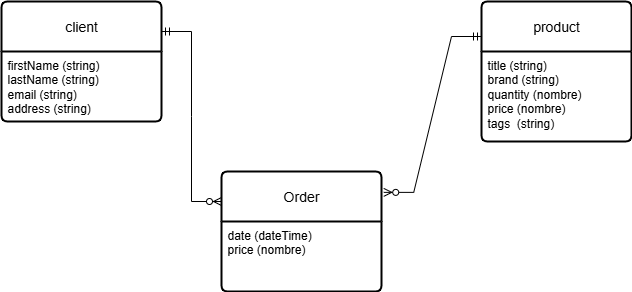 client
firstName (string)
lastName (string)
email (string)
address (string)
product
title (string)
brand (string)
quantity (nombre)
price (nombre)
tags  (string)
Order
date (dateTime)
price (nombre)